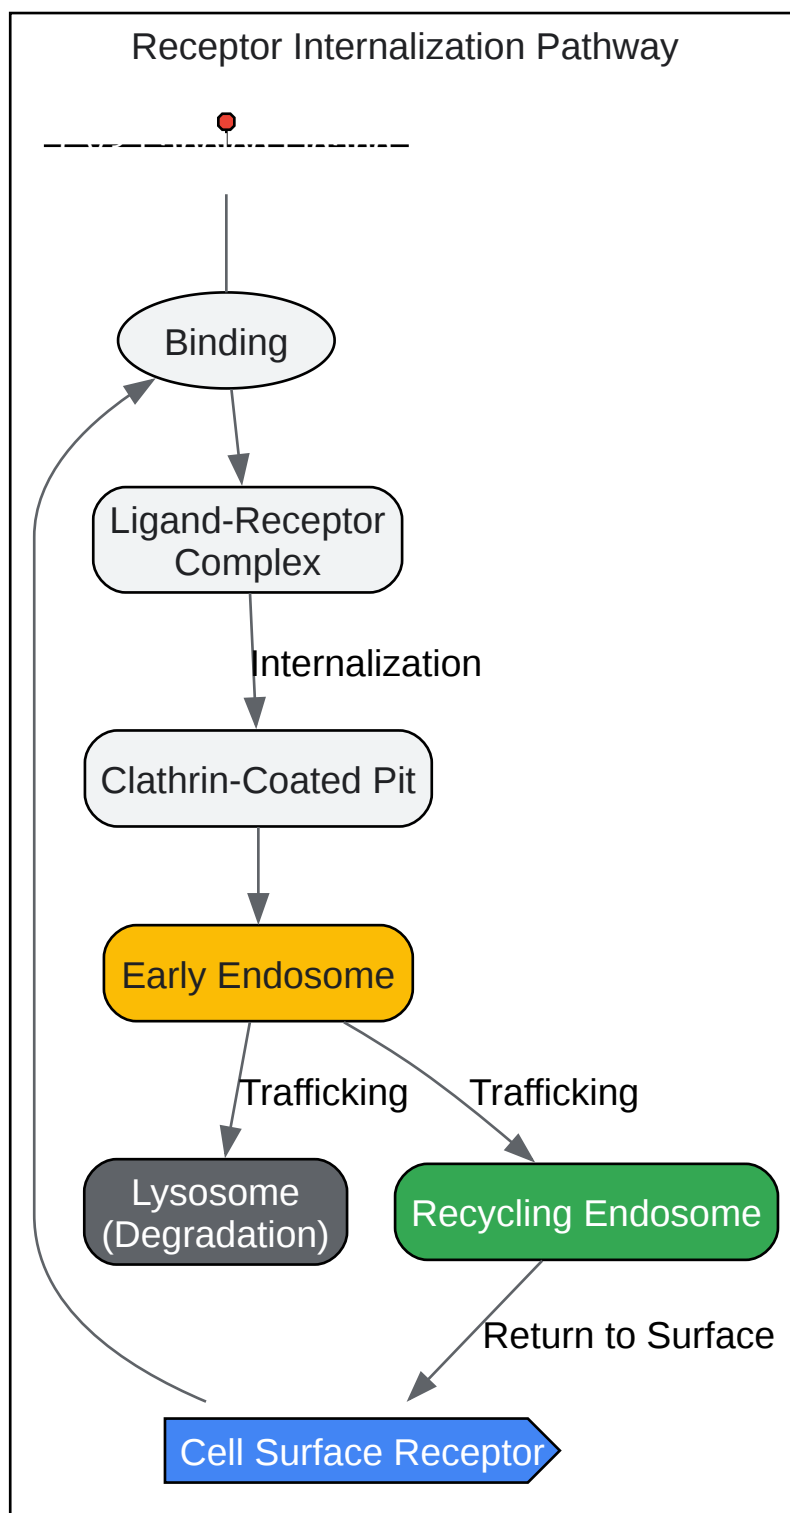 Receptor Internalization Pathway
Binding
Ligand-Receptor
Complex
Internalization
Clathrin-Coated Pit
Early Endosome
Trafficking
Trafficking
Lysosome
(Degradation)
Recycling Endosome
Return to Surface
Cell Surface Receptor